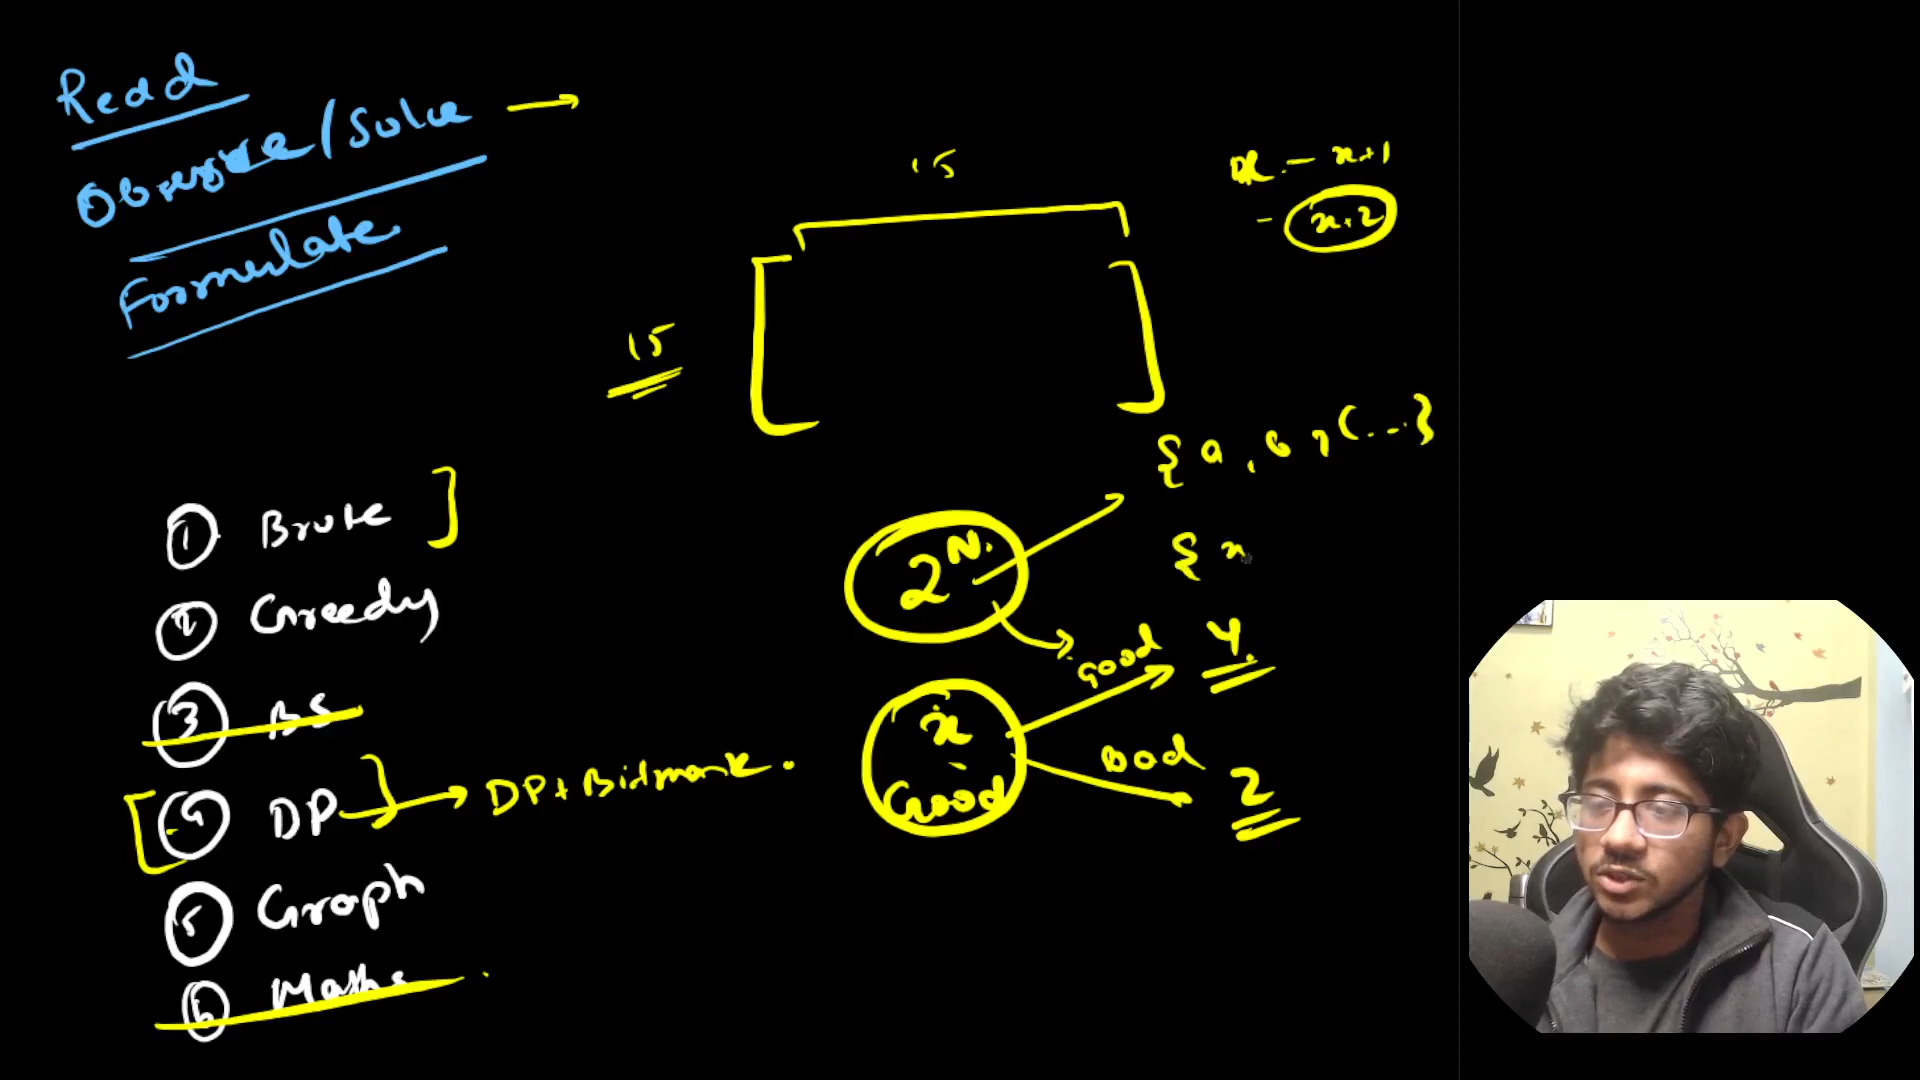 Read
Observe/Solve →
Formulate
15
x - x+1
- x+2
15
{a, b, (...}
2^N.
{x
① Brute ]
② Greedy
③ BS
[④ DP } → DP + Bitmask.
⑤ Graph
⑥ Maths
x
Good
Good
Y.
Bad
Z